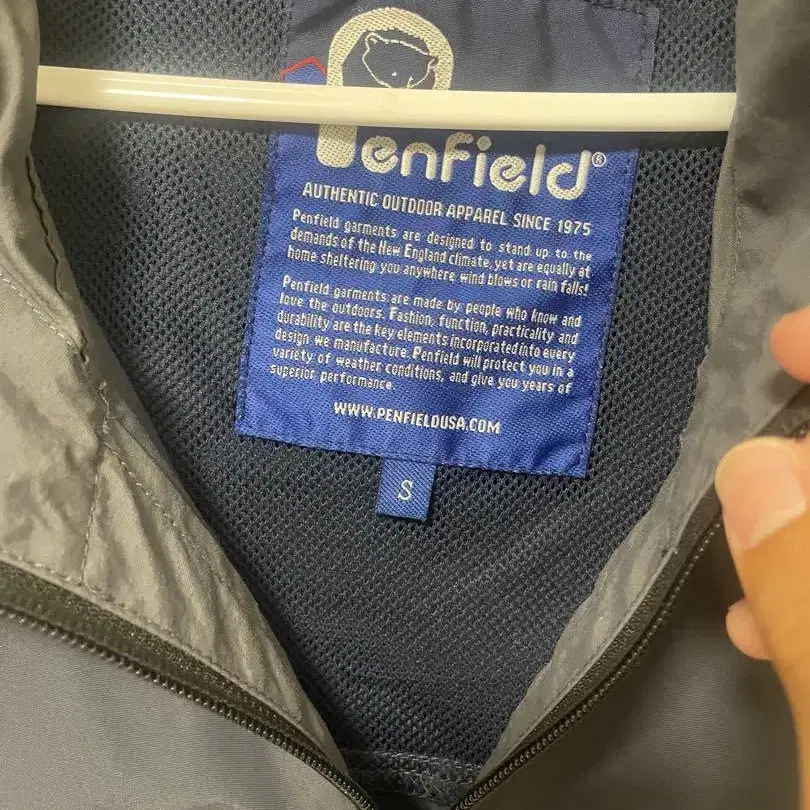 Penfield®
AUTHENTIC OUTDOOR APPAREL SINCE 1975
Penfield garments are designed to stand up to the
demands of the New England climate, yet are equally at
home sheltering you anywhere wind blows or rain falls!
Penfield garments are made by people who know and
love the outdoors. Fashion, function, practicality and
durability are the key elements incorporated into every
design we manufacture. Penfield will protect you in a
variety of weather conditions, and give you years of
superior performance.
WWW.PENFIELDUSA.COM
S